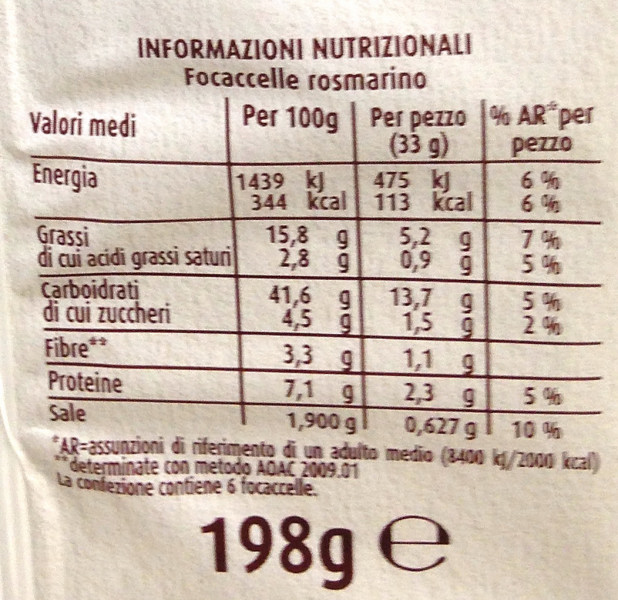 INFORMAZIONI NUTRIZIONALI
Focaccelle rosmarino
Valori medi Per 100g Per pezzo (33 g) % AR* per pezzo
Energia 1439 kJ 475 kJ 6 %
344 kcal 113 kcal 6 %
Grassi 15,8 g 5,2 g 7 %
di cui acidi grassi saturi 2,8 g 0,9 g 5 %
Carboidrati 41,6 g 13,7 g 5 %
di cui zuccheri 4,5 g 1,5 g 2 %
Fibre** 3,3 g 1,1 g
Proteine 7,1 g 2,3 g 5 %
Sale 1,900 g 0,627 g 10 %
*AR=assunzioni di riferimento di un adulto medio (8400 kJ/2000 kcal)
**determinate con metodo AOAC 2009.01
La confezione contiene 6 focaccelle.
198g ℮